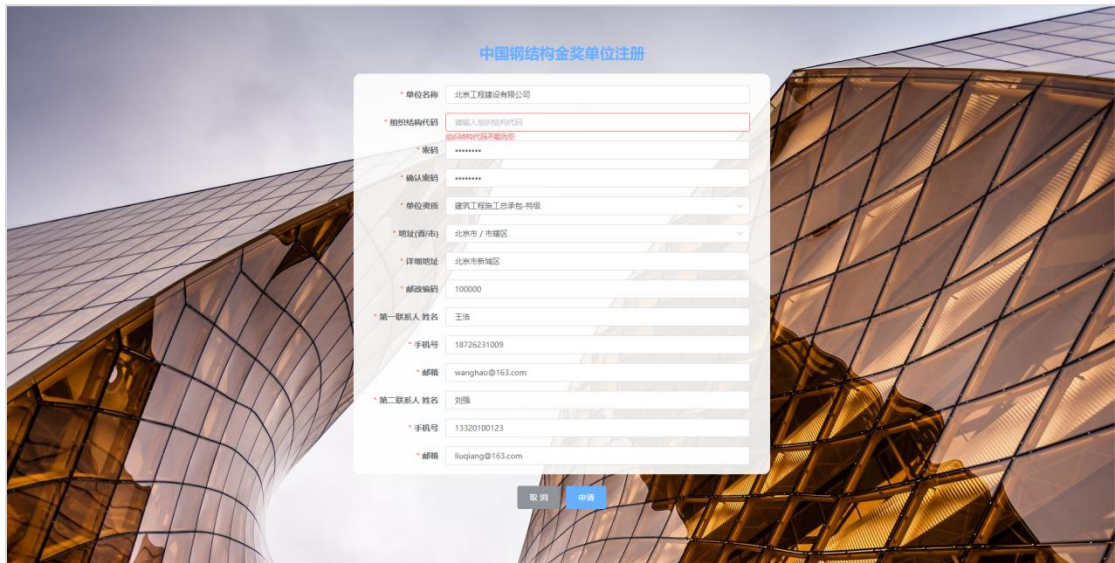 中国钢结构金奖单位注册
* 单位名称 北京工程建设有限公司
* 组织结构代码 请输入组织结构代码
组织结构代码不能为空
* 密码 ••••••••
* 确认密码 ••••••••
* 单位资质 建筑工程施工总承包-特级
* 地址(省/市) 北京市 / 市辖区
* 详细地址 北京市新城区
* 邮政编码 100000
* 第一联系人 姓名 王浩
* 手机号 18726231009
* 邮箱 wanghao@163.com
* 第二联系人 姓名 刘强
* 手机号 13320100123
* 邮箱 liuqiang@163.com
取 消 申请